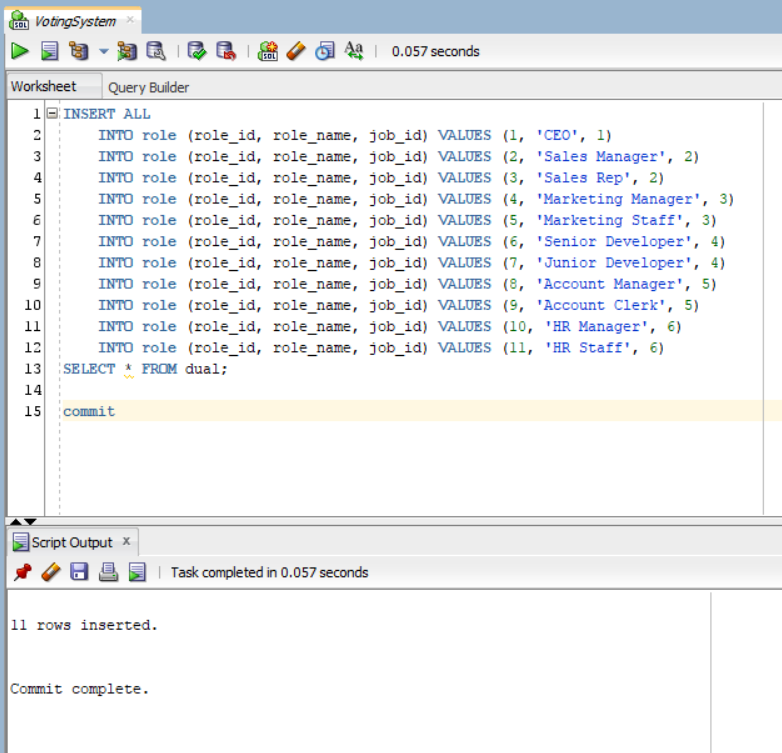 VotingSystem
0.057 seconds
Worksheet Query Builder
1 INSERT ALL
2 INTO role (role_id, role_name, job_id) VALUES (1, 'CEO', 1)
3 INTO role (role_id, role_name, job_id) VALUES (2, 'Sales Manager', 2)
4 INTO role (role_id, role_name, job_id) VALUES (3, 'Sales Rep', 2)
5 INTO role (role_id, role_name, job_id) VALUES (4, 'Marketing Manager', 3)
6 INTO role (role_id, role_name, job_id) VALUES (5, 'Marketing Staff', 3)
7 INTO role (role_id, role_name, job_id) VALUES (6, 'Senior Developer', 4)
8 INTO role (role_id, role_name, job_id) VALUES (7, 'Junior Developer', 4)
9 INTO role (role_id, role_name, job_id) VALUES (8, 'Account Manager', 5)
10 INTO role (role_id, role_name, job_id) VALUES (9, 'Account Clerk', 5)
11 INTO role (role_id, role_name, job_id) VALUES (10, 'HR Manager', 6)
12 INTO role (role_id, role_name, job_id) VALUES (11, 'HR Staff', 6)
13 SELECT * FROM dual;
14
15 commit
Script Output x
Task completed in 0.057 seconds
11 rows inserted.
Commit complete.